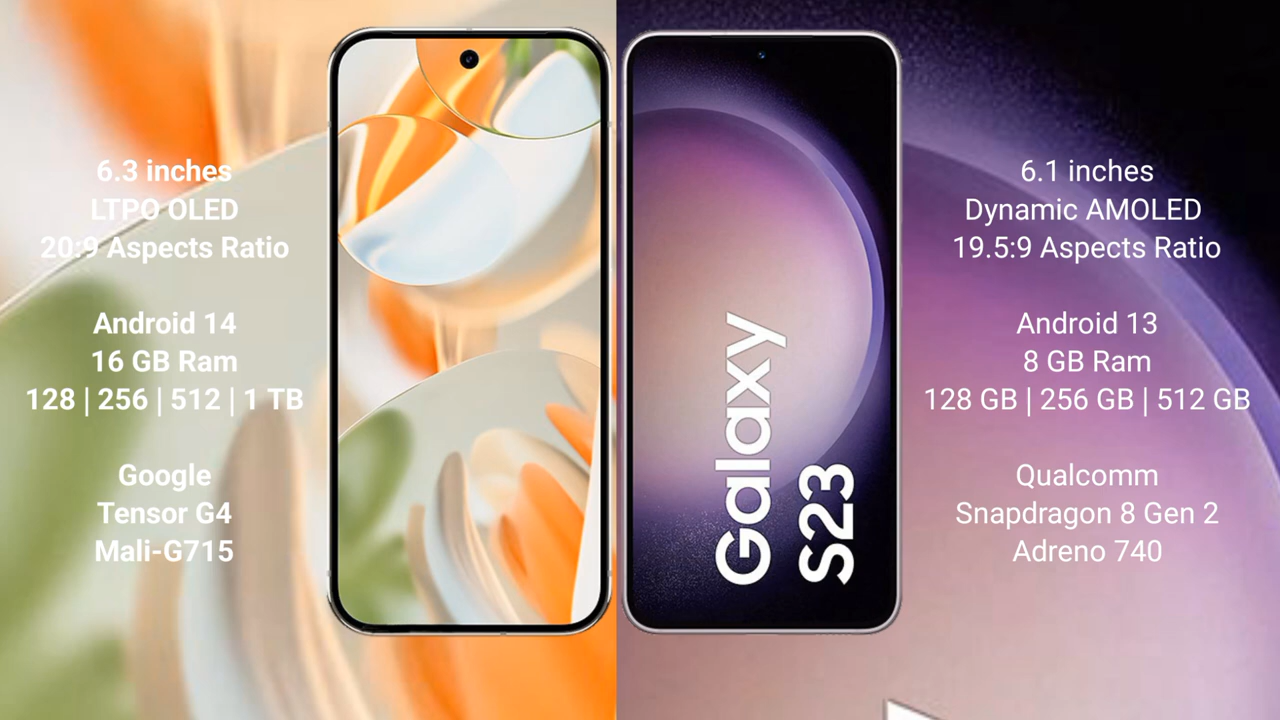 6.3 inches
LTPO OLED
20:9 Aspects Ratio
Android 14
16 GB Ram
128 | 256 | 512 | 1 TB
Google
Tensor G4
Mali-G715
Galaxy
S23
6.1 inches
Dynamic AMOLED
19.5:9 Aspects Ratio
Android 13
8 GB Ram
128 GB | 256 GB | 512 GB
Qualcomm
Snapdragon 8 Gen 2
Adreno 740